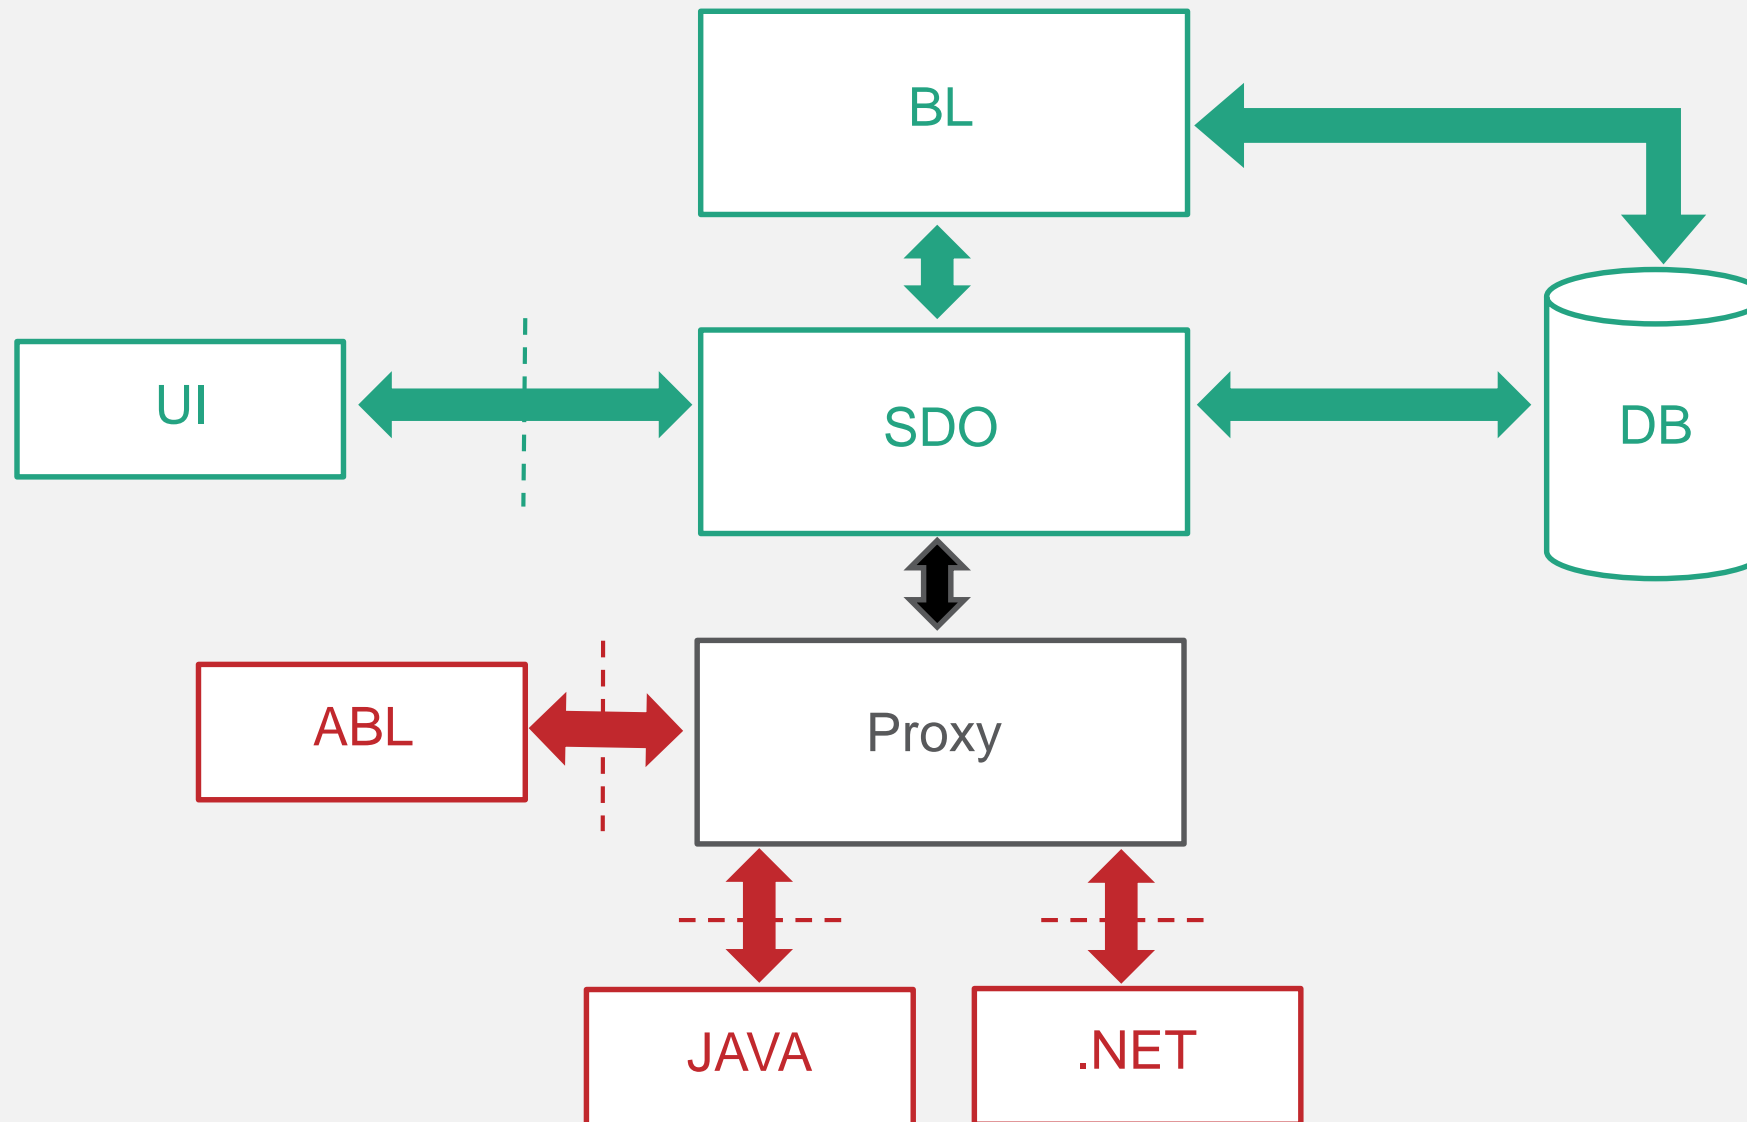 BL
UI
SDO
DB
ABL
Proxy
JAVA
.NET